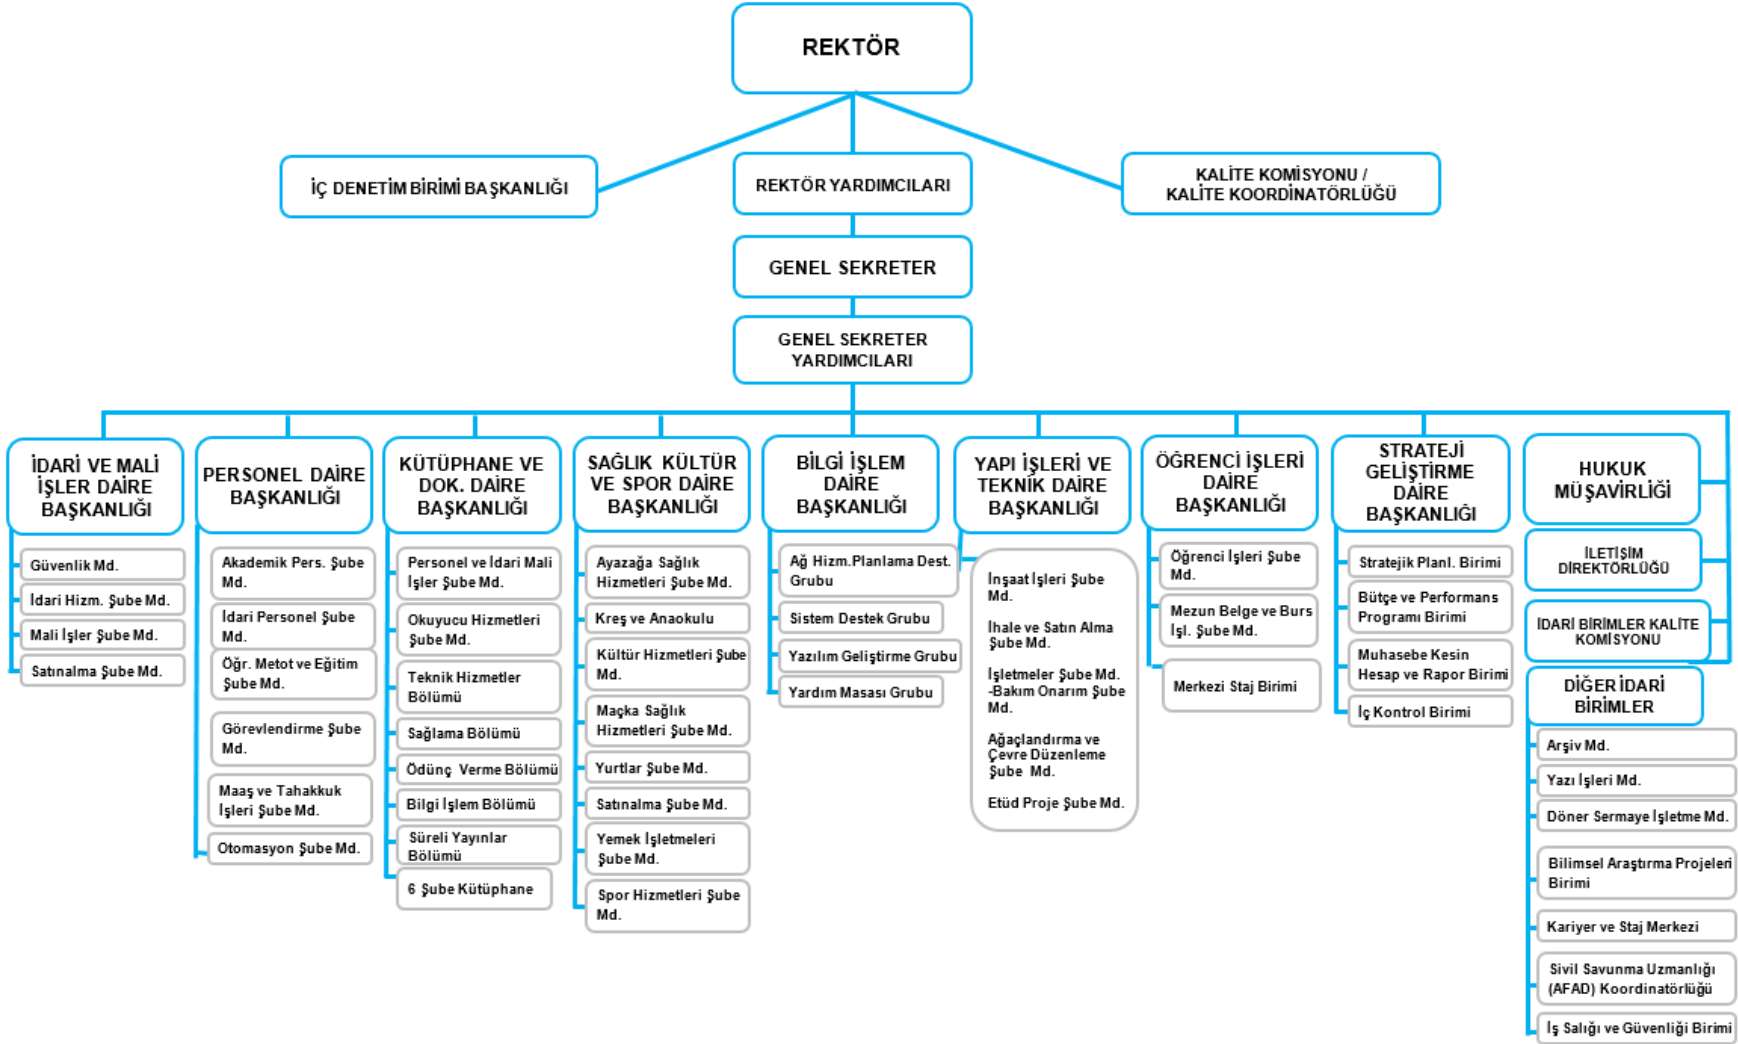 REKTÖR
İÇ DENETİM BİRİMİ BAŞKANLIĞI
REKTÖR YARDIMCILARI
KALİTE KOMİSYONU /
KALİTE KOORDİNATÖRLÜĞÜ
GENEL SEKRETER
GENEL SEKRETER
YARDIMCILARI
İDARİ VE MALİ
İŞLER DAİRE
BAŞKANLIĞI
Güvenlik Md.
İdari Hizm. Şube Md.
Mali İşler Şube Md.
Satınalma Şube Md.
PERSONEL DAİRE
BAŞKANLIĞI
Akademik Pers. Şube
Md.
İdari Personel Şube
Md.
Öğr. Metot ve Eğitim
Şube Md.
Görevlendirme Şube
Md.
Maaş ve Tahakkuk
İşleri Şube Md.
Otomasyon Şube Md.
KÜTÜPHANE VE
DOK. DAİRE
BAŞKANLIĞI
Personel ve İdari Mali
İşler Şube Md.
Okuyucu Hizmetleri
Şube Md.
Teknik Hizmetler
Bölümü
Sağlama Bölümü
Ödünç Verme Bölümü
Bilgi İşlem Bölümü
Süreli Yayınlar
Bölümü
6 Şube Kütüphane
SAĞLIK KÜLTÜR
VE SPOR DAİRE
BAŞKANLIĞI
Ayazağa Sağlık
Hizmetleri Şube Md.
Kreş ve Anaokulu
Kültür Hizmetleri Şube
Md.
Maçka Sağlık
Hizmetleri Şube Md.
Yurtlar Şube Md.
Satınalma Şube Md.
Yemek İşletmeleri
Şube Md.
Spor Hizmetleri Şube
Md.
BİLGİ İŞLEM
DAİRE
BAŞKANLIĞI
Ağ Hizm.Planlama Dest.
Grubu
Sistem Destek Grubu
Yazılım Geliştirme Grubu
Yardım Masası Grubu
YAPI İŞLERİ VE
TEKNİK DAİRE
BAŞKANLIĞI
İnşaat İşleri Şube
Md.
İhale ve Satın Alma
Şube Md.
İşletmeler Şube Md.
-Bakım Onarım Şube
Md.
Ağaçlandırma ve
Çevre Düzenleme
Şube Md.
Etüd Proje Şube Md.
ÖĞRENCİ İŞLERİ
DAİRE
BAŞKANLIĞI
Öğrenci İşleri Şube
Md.
Mezun Belge ve Burs
İşl. Şube Md.
Merkezi Staj Birimi
STRATEJİ
GELİŞTİRME
DAİRE
BAŞKANLIĞI
Stratejik Planl. Birimi
Bütçe ve Performans
Programı Birimi
Muhasebe Kesin
Hesap ve Rapor Birimi
İç Kontrol Birimi
HUKUK
MÜŞAVİRLİĞİ
İLETİŞİM
DİREKTÖRLÜĞÜ
İDARİ BİRİMLER KALİTE
KOMİSYONU
DİĞER İDARİ
BİRİMLER
Arşiv Md.
Yazı İşleri Md.
Döner Sermaye İşletme Md.
Bilimsel Araştırma Projeleri
Birimi
Kariyer ve Staj Merkezi
Sivil Savunma Uzmanlığı
(AFAD) Koordinatörlüğü
İş Salığı ve Güvenliği Birimi